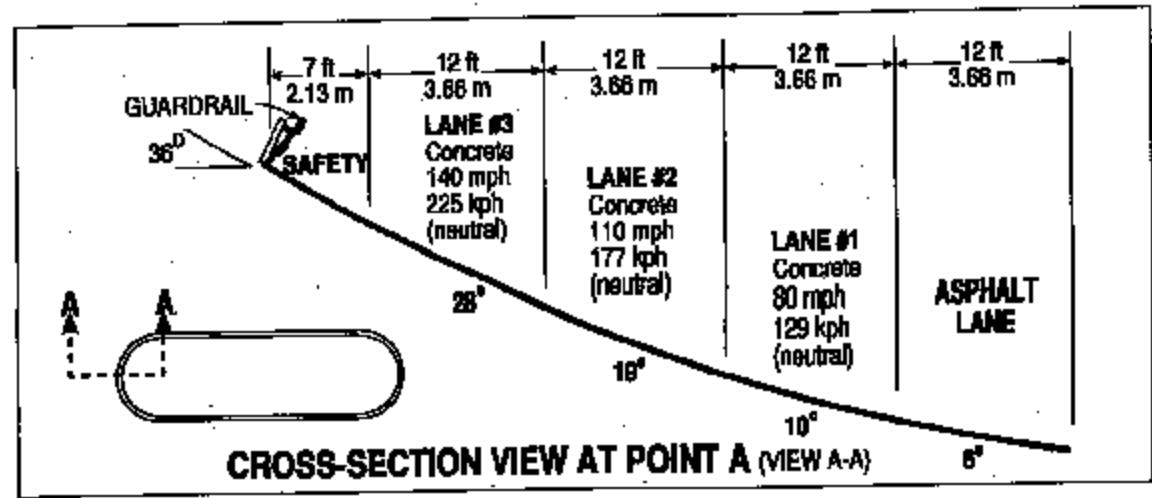 7 ft
2.13 m
12 ft
3.66 m
12 ft
3.66 m
12 ft
3.66 m
12 ft
3.66 m
GUARDRAIL
36°
SAFETY
LANE #3
Concrete
140 mph
225 kph
(neutral)
LANE #2
Concrete
110 mph
177 kph
(neutral)
LANE #1
Concrete
80 mph
129 kph
(neutral)
ASPHALT
LANE
28°
10°
A A
CROSS-SECTION VIEW AT POINT A (VIEW A-A)